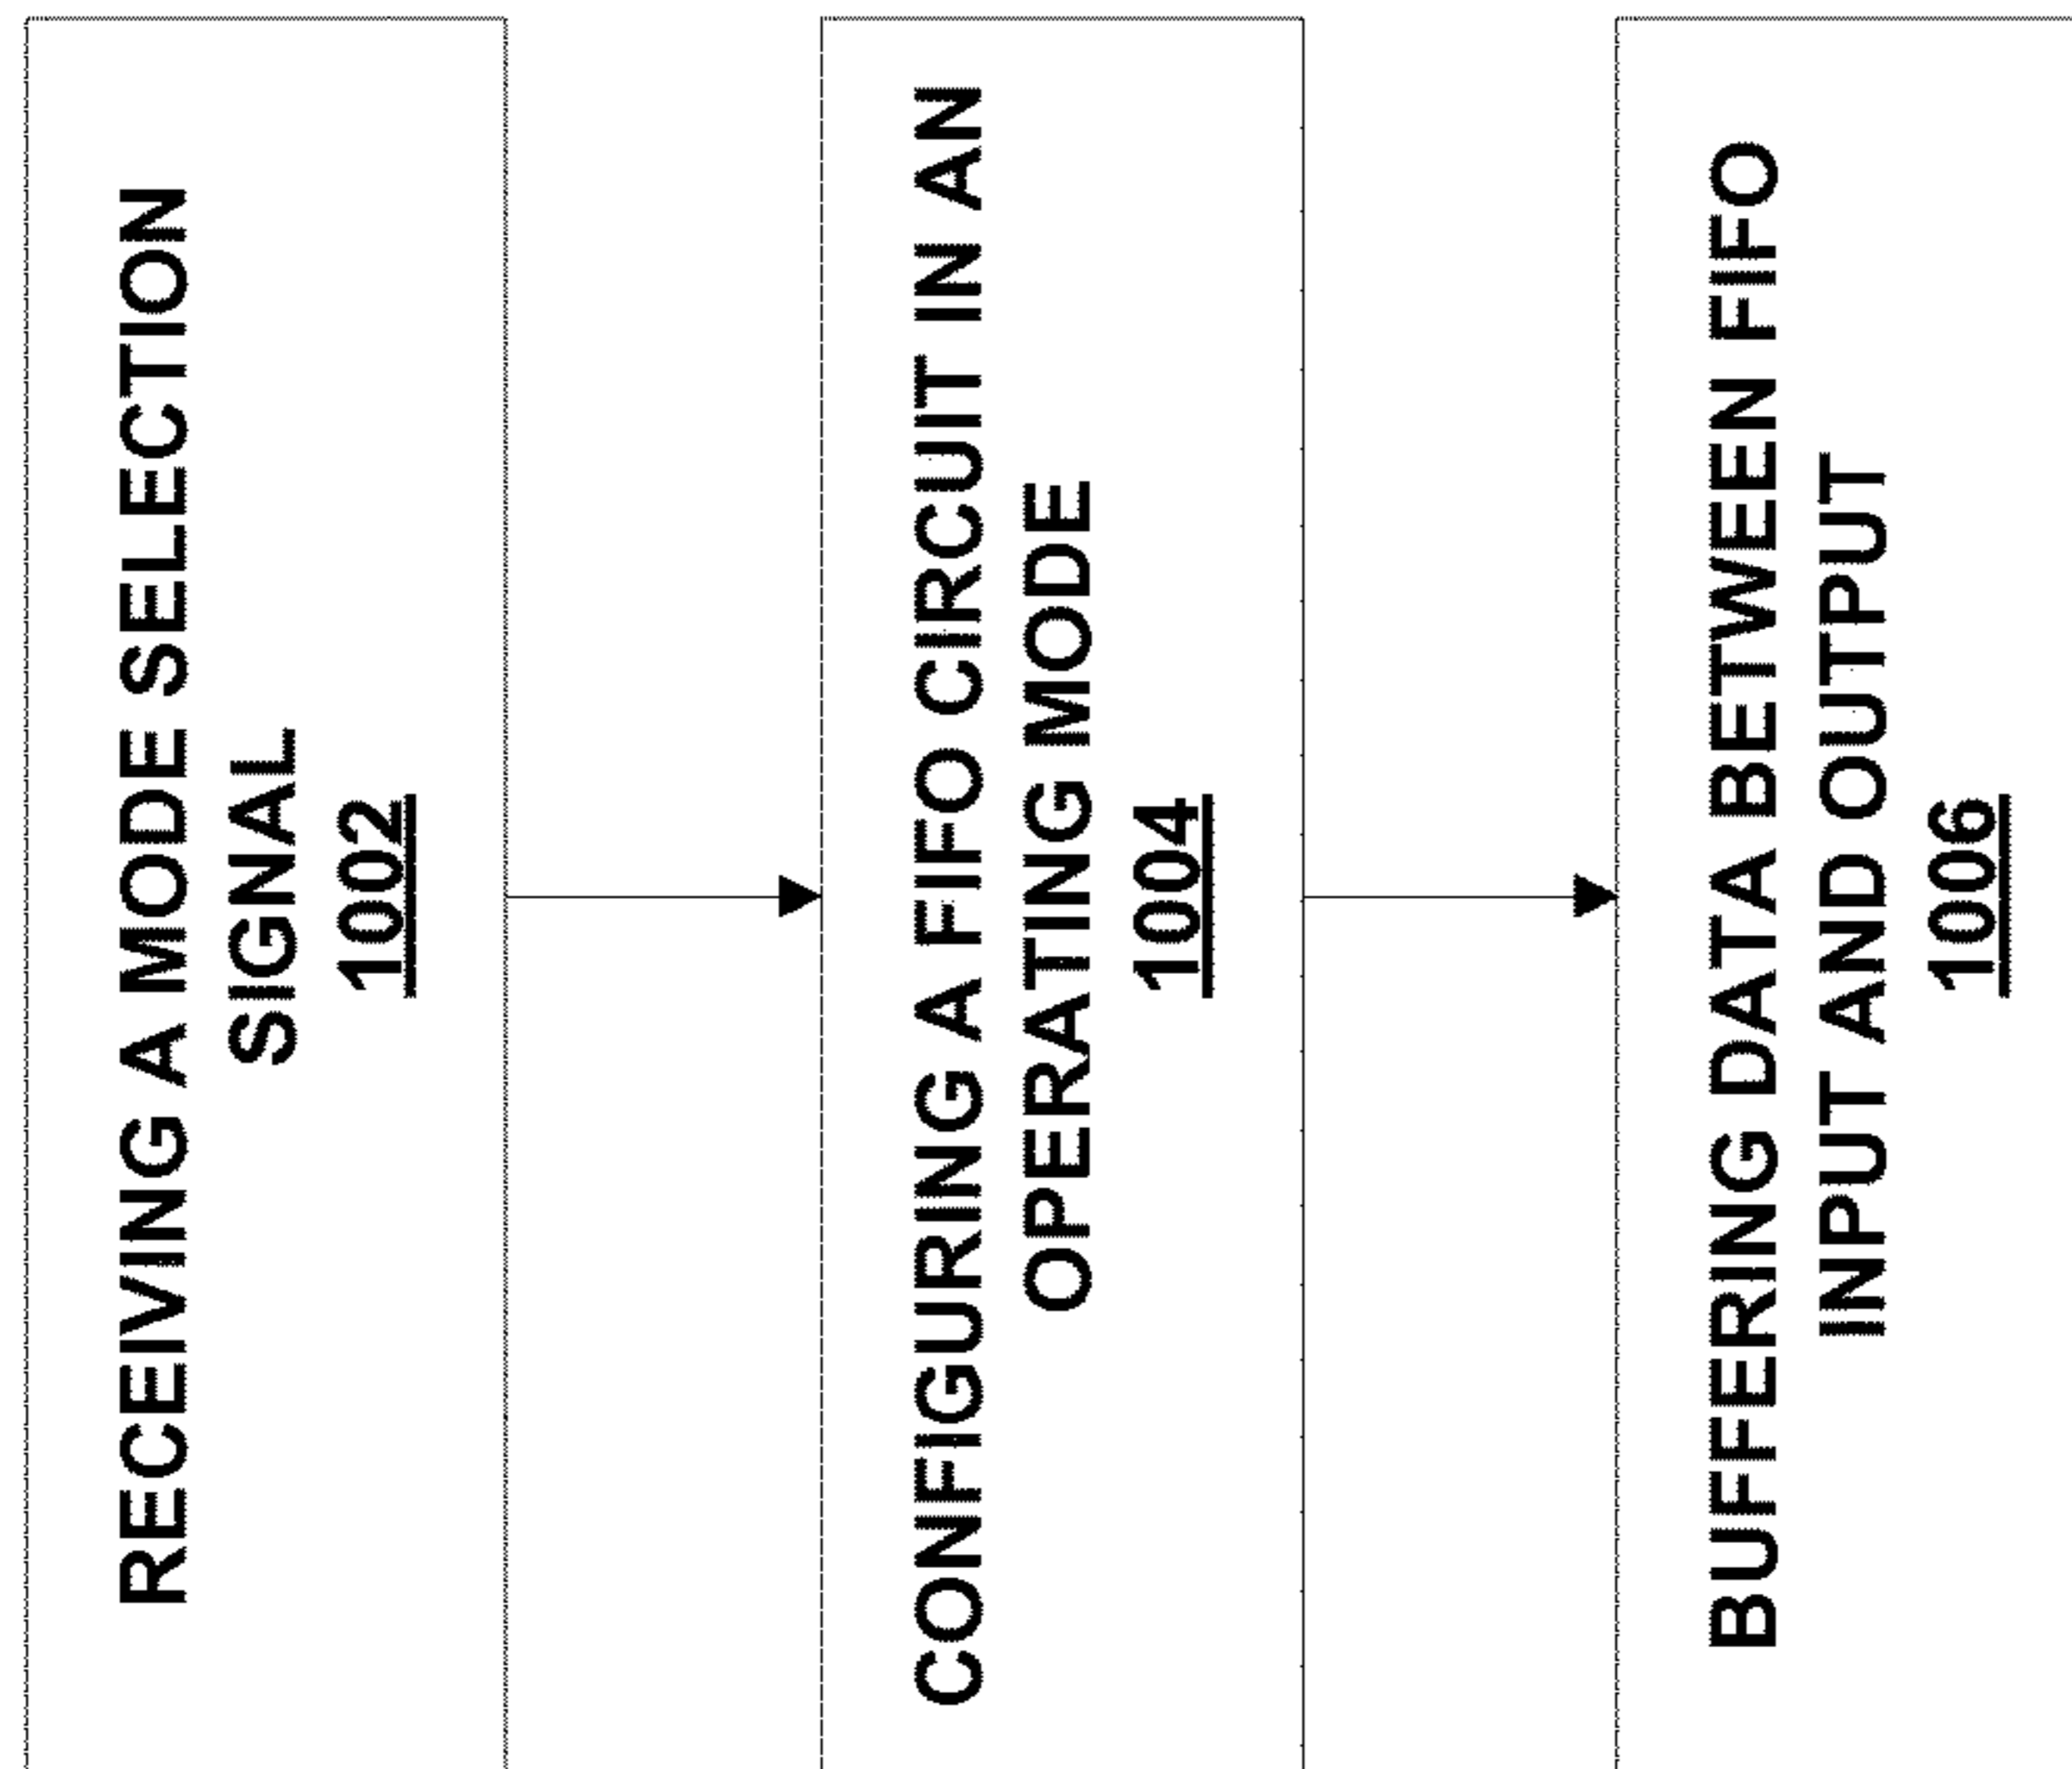 RECEIVING A MODE SELECTION
SIGNAL
1002
CONFIGURING A FIFO CIRCUIT IN AN
OPERATING MODE
1004
BUFFERING DATA BETWEEN FIFO
INPUT AND OUTPUT
1006